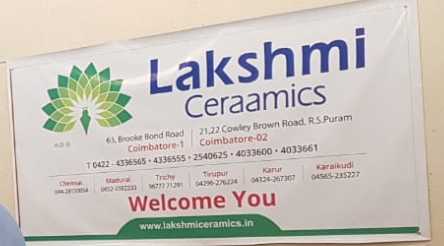 Lakshmi
Ceraamics
63, Brooke Bond Road
Coimbatore-1
21,22 Cowley Brown Road, R.S.Puram
Coimbatore-02
T 0422 - 4336565 • 4336555 • 2540625 • 4033600 • 4033661
Chennai Madurai Trichy Tirupur Karur Karaikudi
044-28150054 0452-2382233 96777 71291 04296-276224 04324-267307 04565-235227
Welcome You
www.lakshmiceramics.in